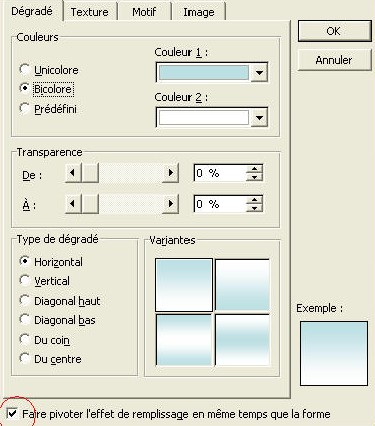 Dégradé Texture Motif Image
OK
Annuler
Couleurs
Unicolore
Bicolore
Prédéfini
Couleur 1 :
Couleur 2 :
Transparence
De : 0 %
À : 0 %
Type de dégradé
Horizontal
Vertical
Diagonal haut
Diagonal bas
Du coin
Du centre
Variantes
Exemple :
Faire pivoter l'effet de remplissage en même temps que la forme